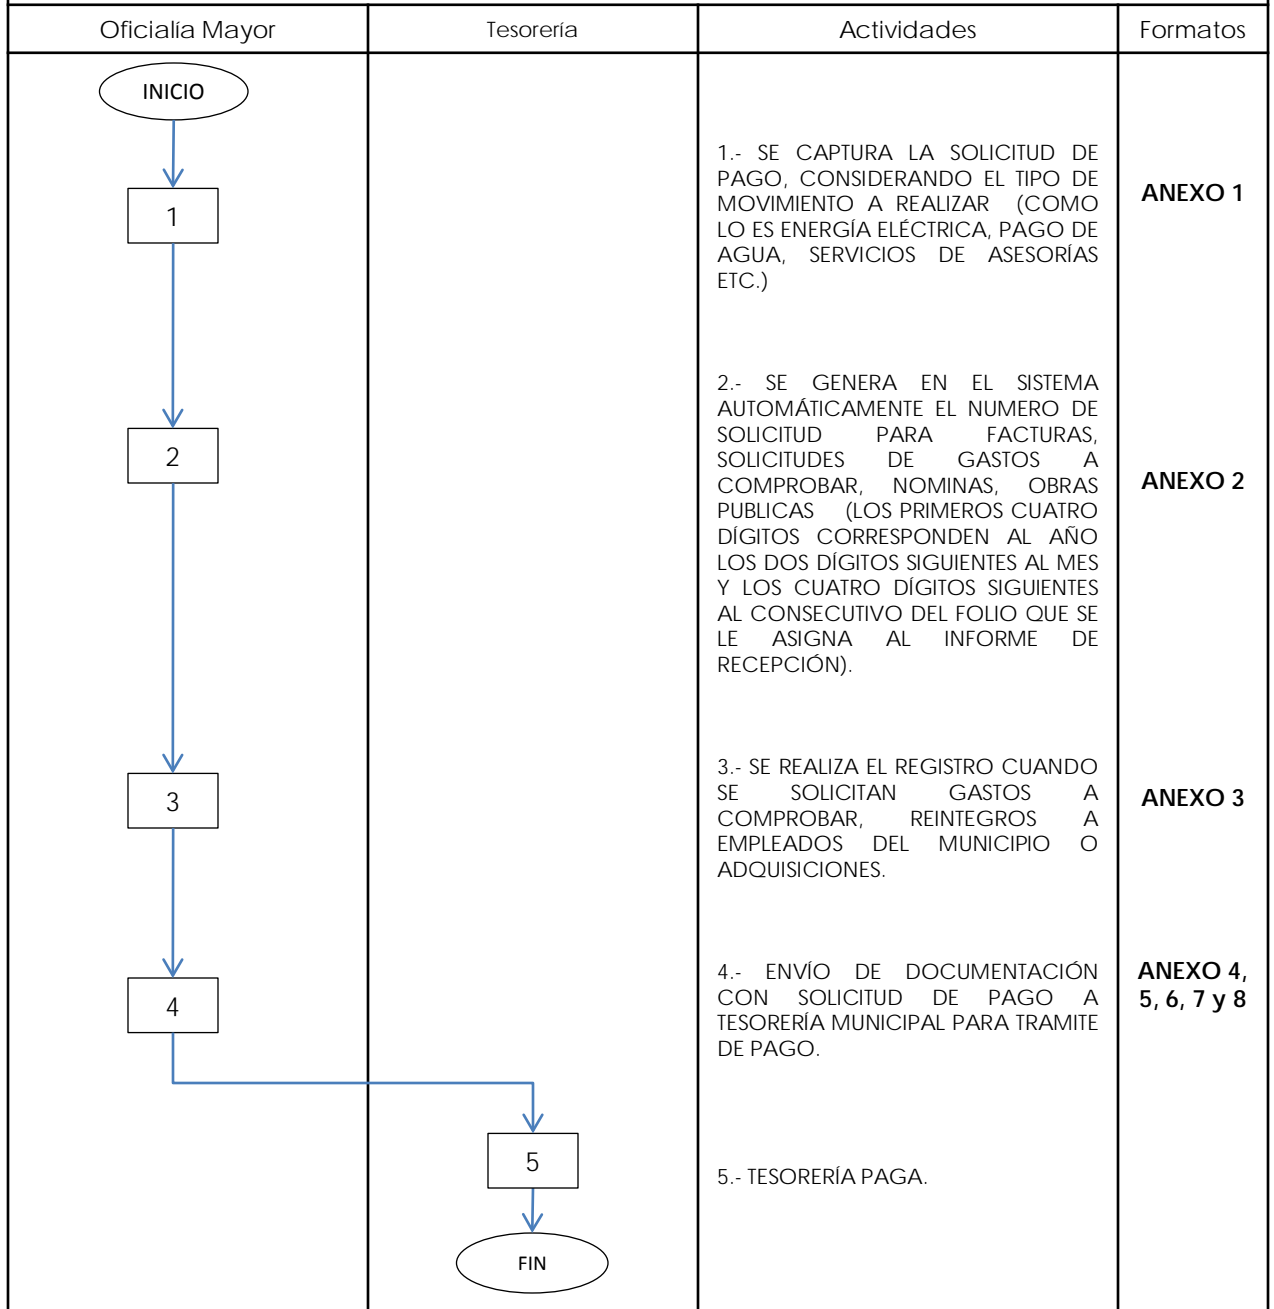 Oficialía Mayor
Tesorería
Actividades
Formatos
INICIO
1
1.- SE CAPTURA LA SOLICITUD DE
PAGO, CONSIDERANDO EL TIPO DE
MOVIMIENTO A REALIZAR (COMO
LO ES ENERGÍA ELÉCTRICA, PAGO DE
AGUA, SERVICIOS DE ASESORÍAS
ETC.)
ANEXO 1
2
2.- SE GENERA EN EL SISTEMA
AUTOMÁTICAMENTE EL NUMERO DE
SOLICITUD PARA FACTURAS,
SOLICITUDES DE GASTOS A
COMPROBAR, NOMINAS, OBRAS
PUBLICAS (LOS PRIMEROS CUATRO
DÍGITOS CORRESPONDEN AL AÑO
LOS DOS DÍGITOS SIGUIENTES AL MES
Y LOS CUATRO DÍGITOS SIGUIENTES
AL CONSECUTIVO DEL FOLIO QUE SE
LE ASIGNA AL INFORME DE
RECEPCIÓN).
ANEXO 2
3
3.- SE REALIZA EL REGISTRO CUANDO
SE SOLICITAN GASTOS A
COMPROBAR, REINTEGROS A
EMPLEADOS DEL MUNICIPIO O
ADQUISICIONES.
ANEXO 3
4
4.- ENVÍO DE DOCUMENTACIÓN
CON SOLICITUD DE PAGO A
TESORERÍA MUNICIPAL PARA TRAMITE
DE PAGO.
ANEXO 4,
5, 6, 7 y 8
5
5.- TESORERÍA PAGA.
FIN